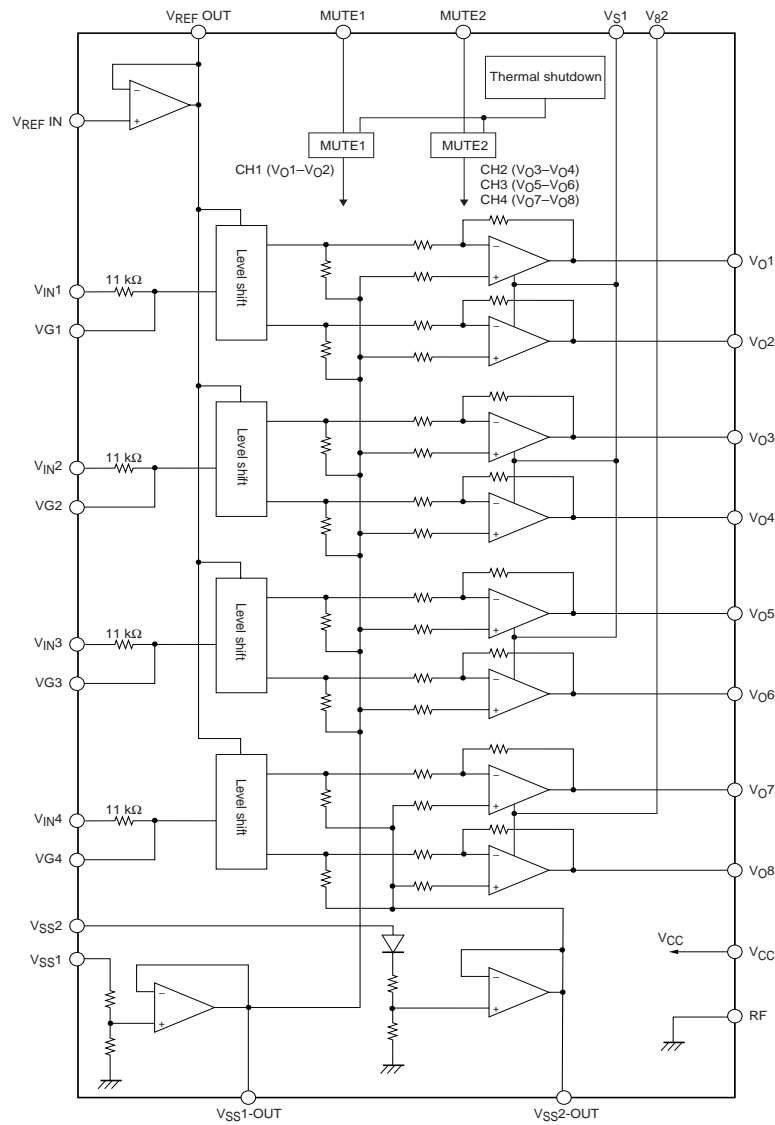 VREF OUT
MUTE1
MUTE2
VS1
V82
Thermal shutdown
VREF IN
MUTE1
MUTE2
CH1 (VO1–VO2)
CH2 (VO3–VO4)
CH3 (VO5–VO6)
CH4 (VO7–VO8)
Level shift
VIN1
11 kΩ
VG1
VO1
VO2
Level shift
VIN2
11 kΩ
VG2
VO3
VO4
Level shift
VIN3
11 kΩ
VG3
VO5
VO6
Level shift
VIN4
11 kΩ
VG4
VO7
VO8
VSS2
VSS1
VCC
VCC
RF
VSS1-OUT
VSS2-OUT